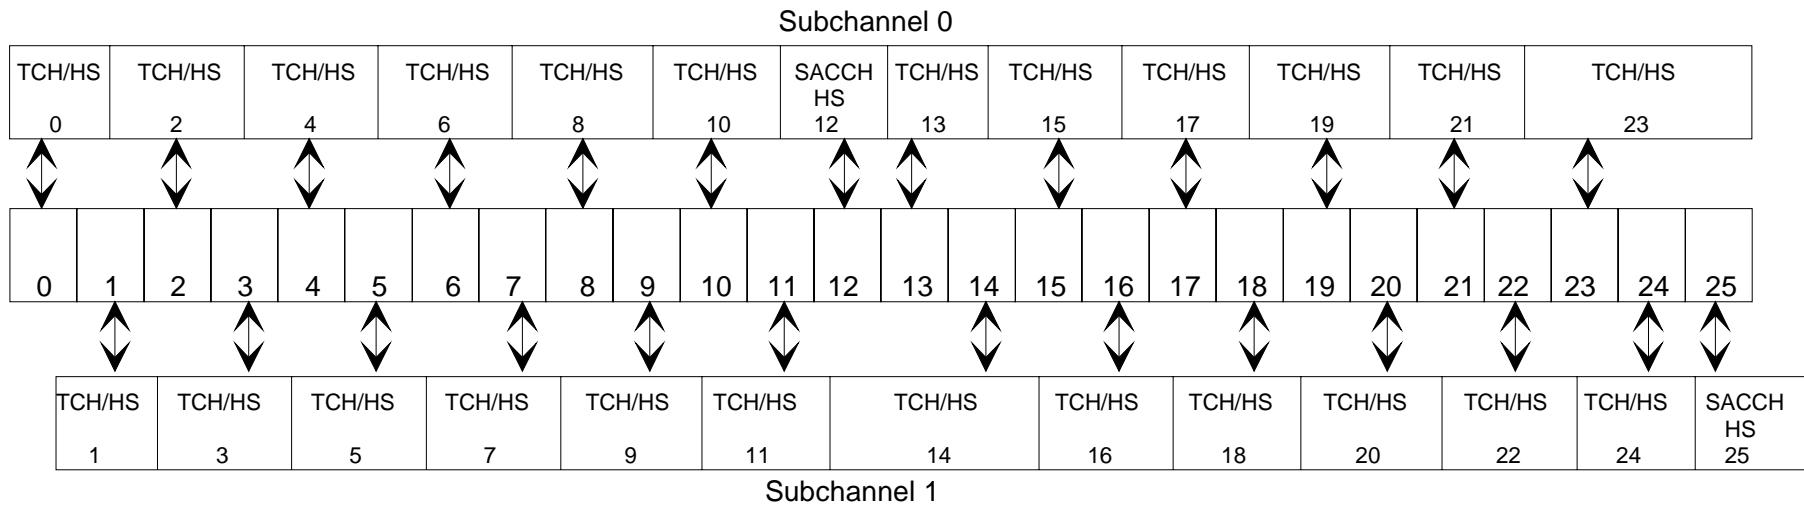 Subchannel 0
TCH/HS TCH/HS TCH/HS TCH/HS TCH/HS TCH/HS SACCH TCH/HS TCH/HS TCH/HS TCH/HS TCH/HS TCH/HS
HS
0 2 4 6 8 10 12 13 15 17 19 21 23
0 1 2 3 4 5 6 7 8 9 10 11 12 13 14 15 16 17 18 19 20 21 22 23 24 25
TCH/HS TCH/HS TCH/HS TCH/HS TCH/HS TCH/HS TCH/HS TCH/HS TCH/HS TCH/HS TCH/HS TCH/HS SACCH
HS
1 3 5 7 9 11 14 16 18 20 22 24 25
Subchannel 1